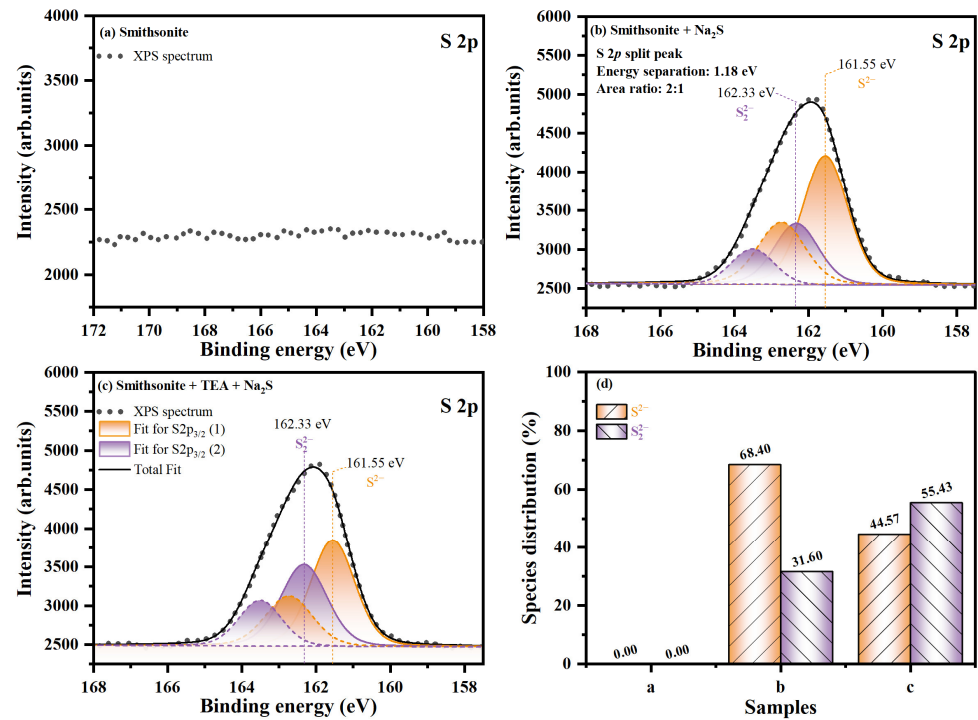 (a) Smithsonite
S 2p
XPS spectrum
4000
3500
3000
2500
2000
Intensity (arb.units)
172 170 168 166 164 162 160 158
Binding energy (eV)
(b) Smithsonite + Na₂S
S 2p
S 2p split peak
Energy separation: 1.18 eV
Area ratio: 2:1
161.55 eV
S²⁻
162.33 eV
S₂²⁻
6000
5500
5000
4500
4000
3500
3000
2500
Intensity (arb.units)
168 166 164 162 160 158
Binding energy (eV)
(c) Smithsonite + TEA + Na₂S
S 2p
XPS spectrum
Fit for S2p₃/₂ (1)
Fit for S2p₃/₂ (2)
Total Fit
162.33 eV
S₂²⁻
161.55 eV
S²⁻
6000
5500
5000
4500
4000
3500
3000
2500
Intensity (arb.units)
168 166 164 162 160 158
Binding energy (eV)
(d)
S²⁻
S₂²⁻
100
80
60
40
20
0
Species distribution (%)
0.00 0.00
68.40
31.60
44.57
55.43
a b c
Samples